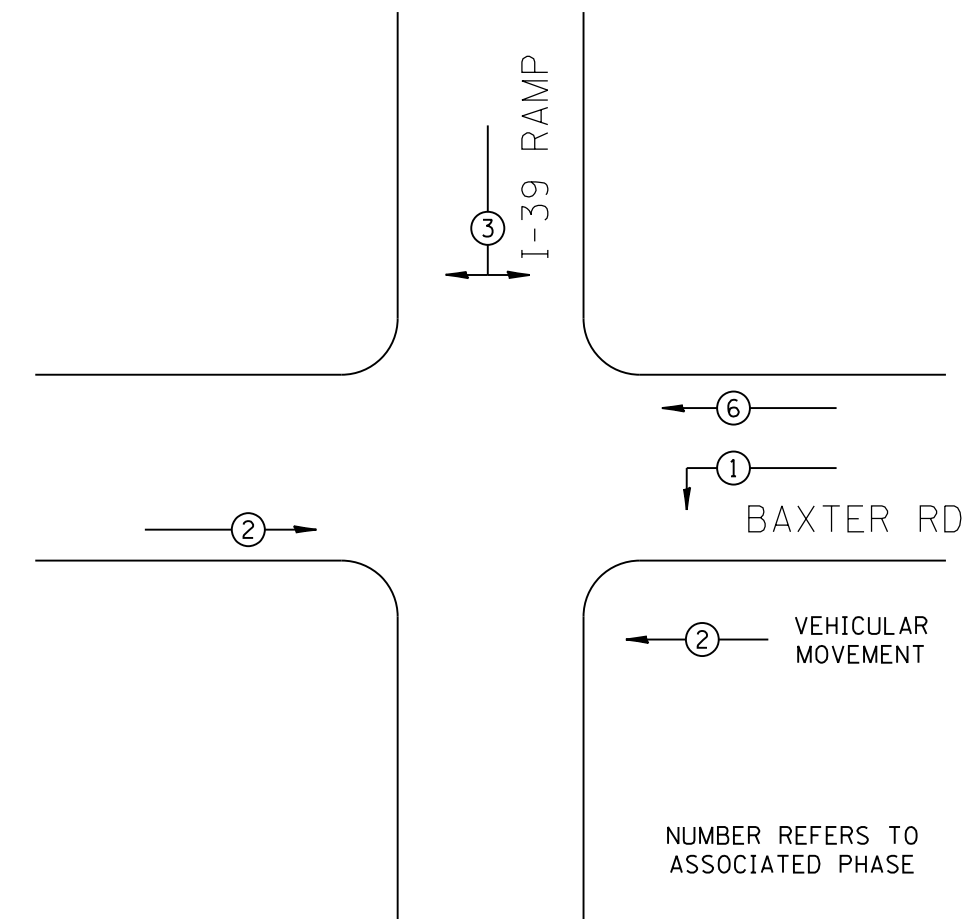 I-39 RAMP
3
6
1
BAXTER RD
2
2
VEHICULAR
MOVEMENT
NUMBER REFERS TO
ASSOCIATED PHASE